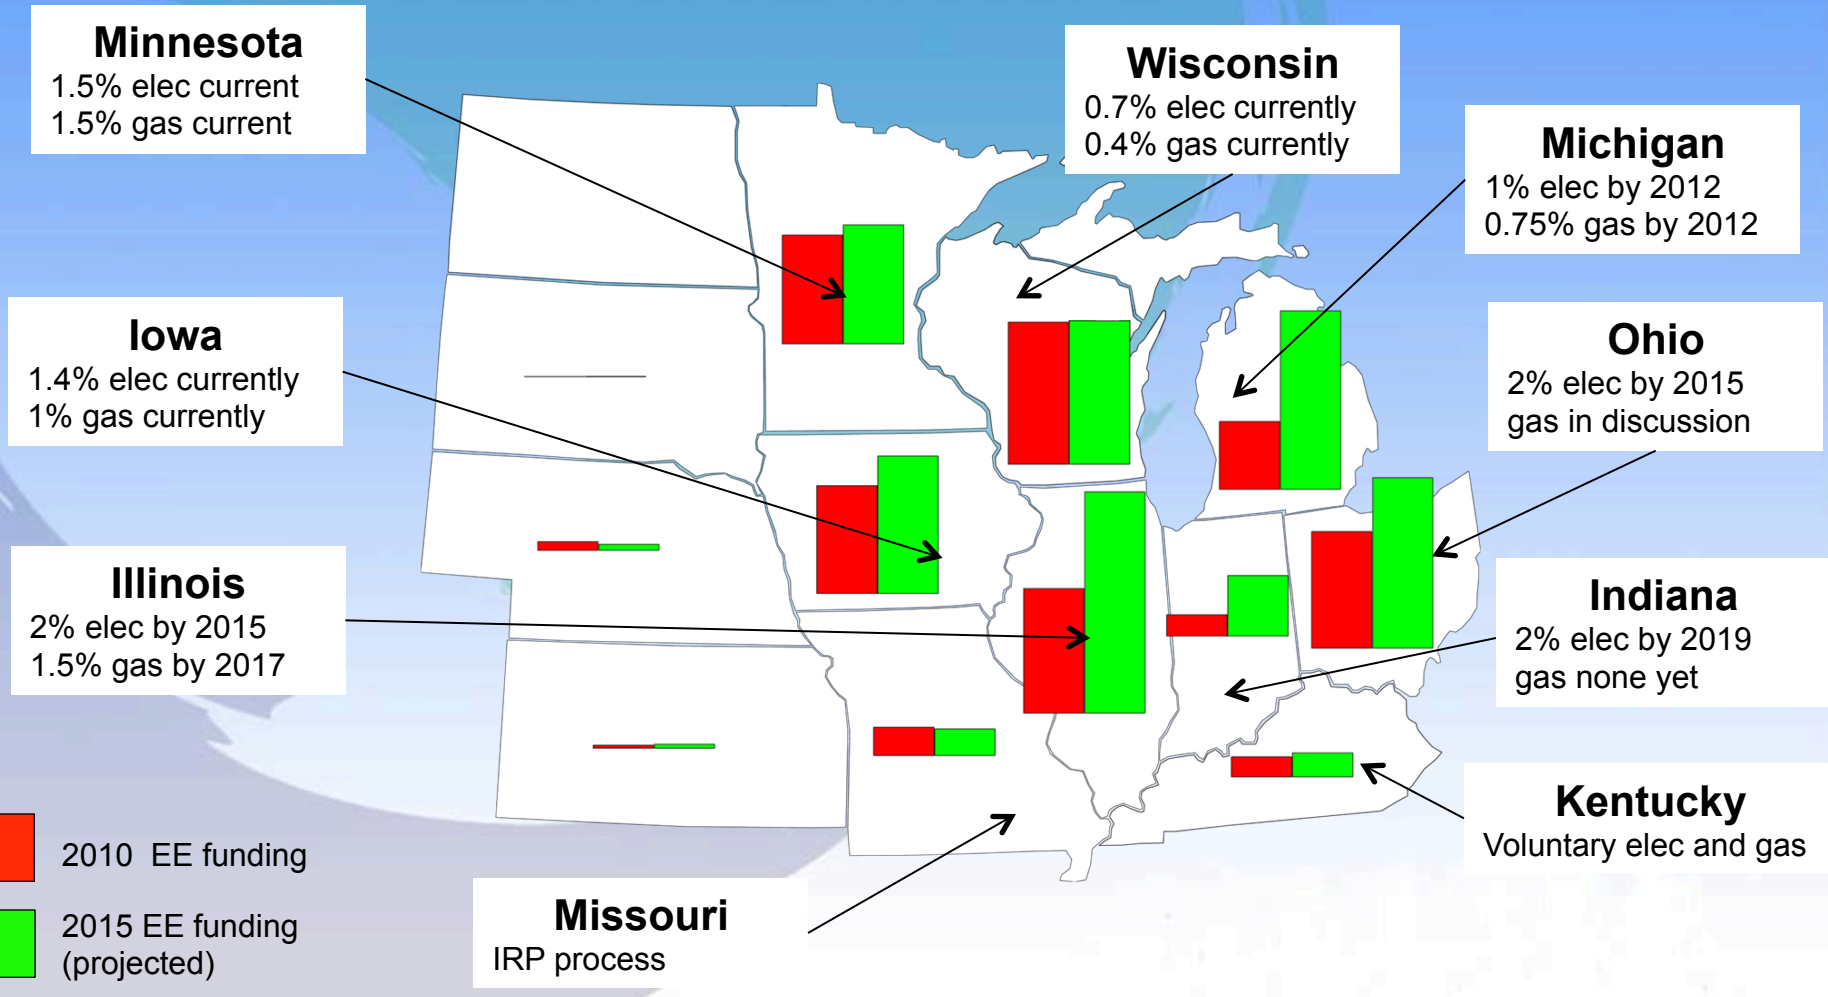 Minnesota
1.5% elec current
1.5% gas current
Wisconsin
0.7% elec currently
0.4% gas currently
Michigan
1% elec by 2012
0.75% gas by 2012
Iowa
1.4% elec currently
1% gas currently
Ohio
2% elec by 2015
gas in discussion
Illinois
2% elec by 2015
1.5% gas by 2017
Indiana
2% elec by 2019
gas none yet
Kentucky
Voluntary elec and gas
Missouri
IRP process
2010 EE funding
2015 EE funding
(projected)